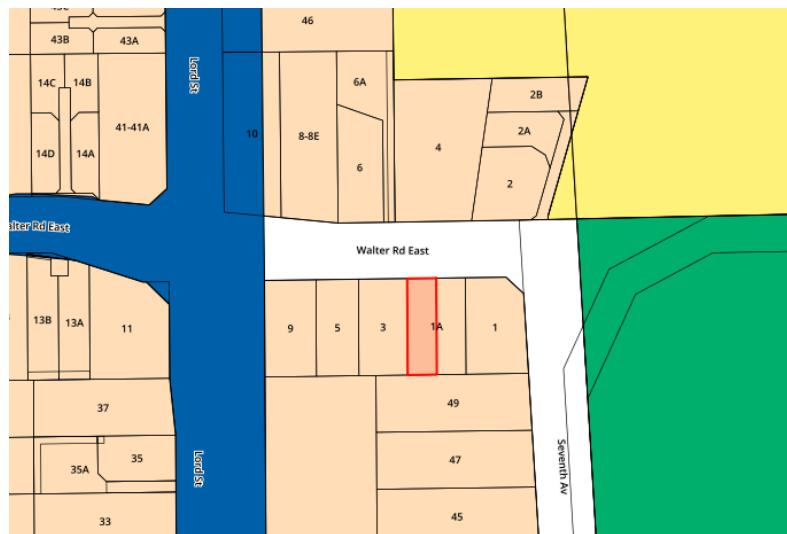 46
43B
43A
14C
14B
41-41A
14D
14A
Lord St
10
8-8E
6A
6
4
2B
2A
2
alter Rd East
Walter Rd East
13B
13A
11
9
5
3
1A
1
37
49
35A
35
Lord St
47
Seventh Av
33
45